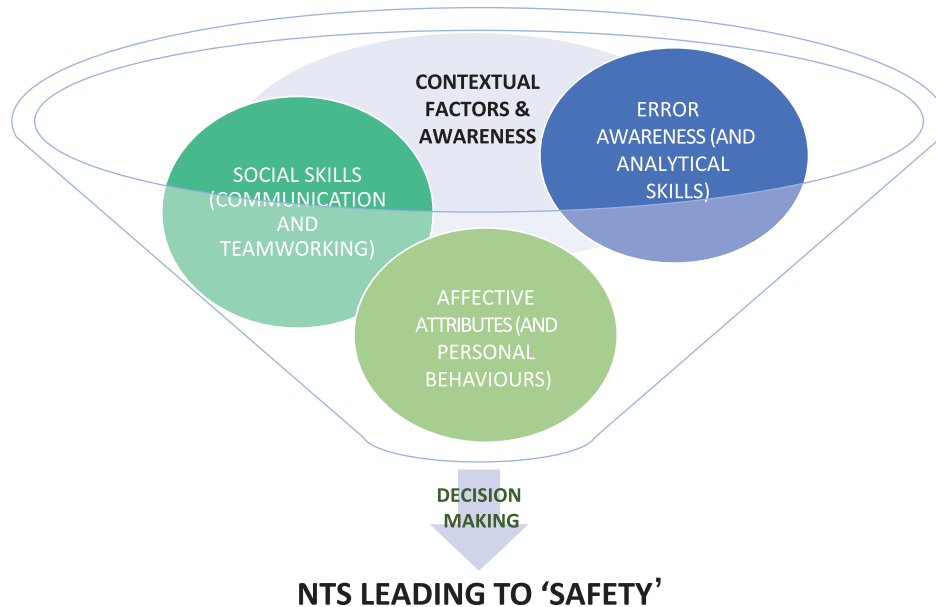 CONTEXTUAL
FACTORS &
AWARENESS
ERROR
AWARENESS (AND
ANALYTICAL
SKILLS)
SOCIAL SKILLS
(COMMUNICATION
AND
TEAMWORKING)
AFFECTIVE
ATTRIBUTES (AND
PERSONAL
BEHAVIOURS)
DECISION
MAKING
NTS LEADING TO ‘SAFETY’